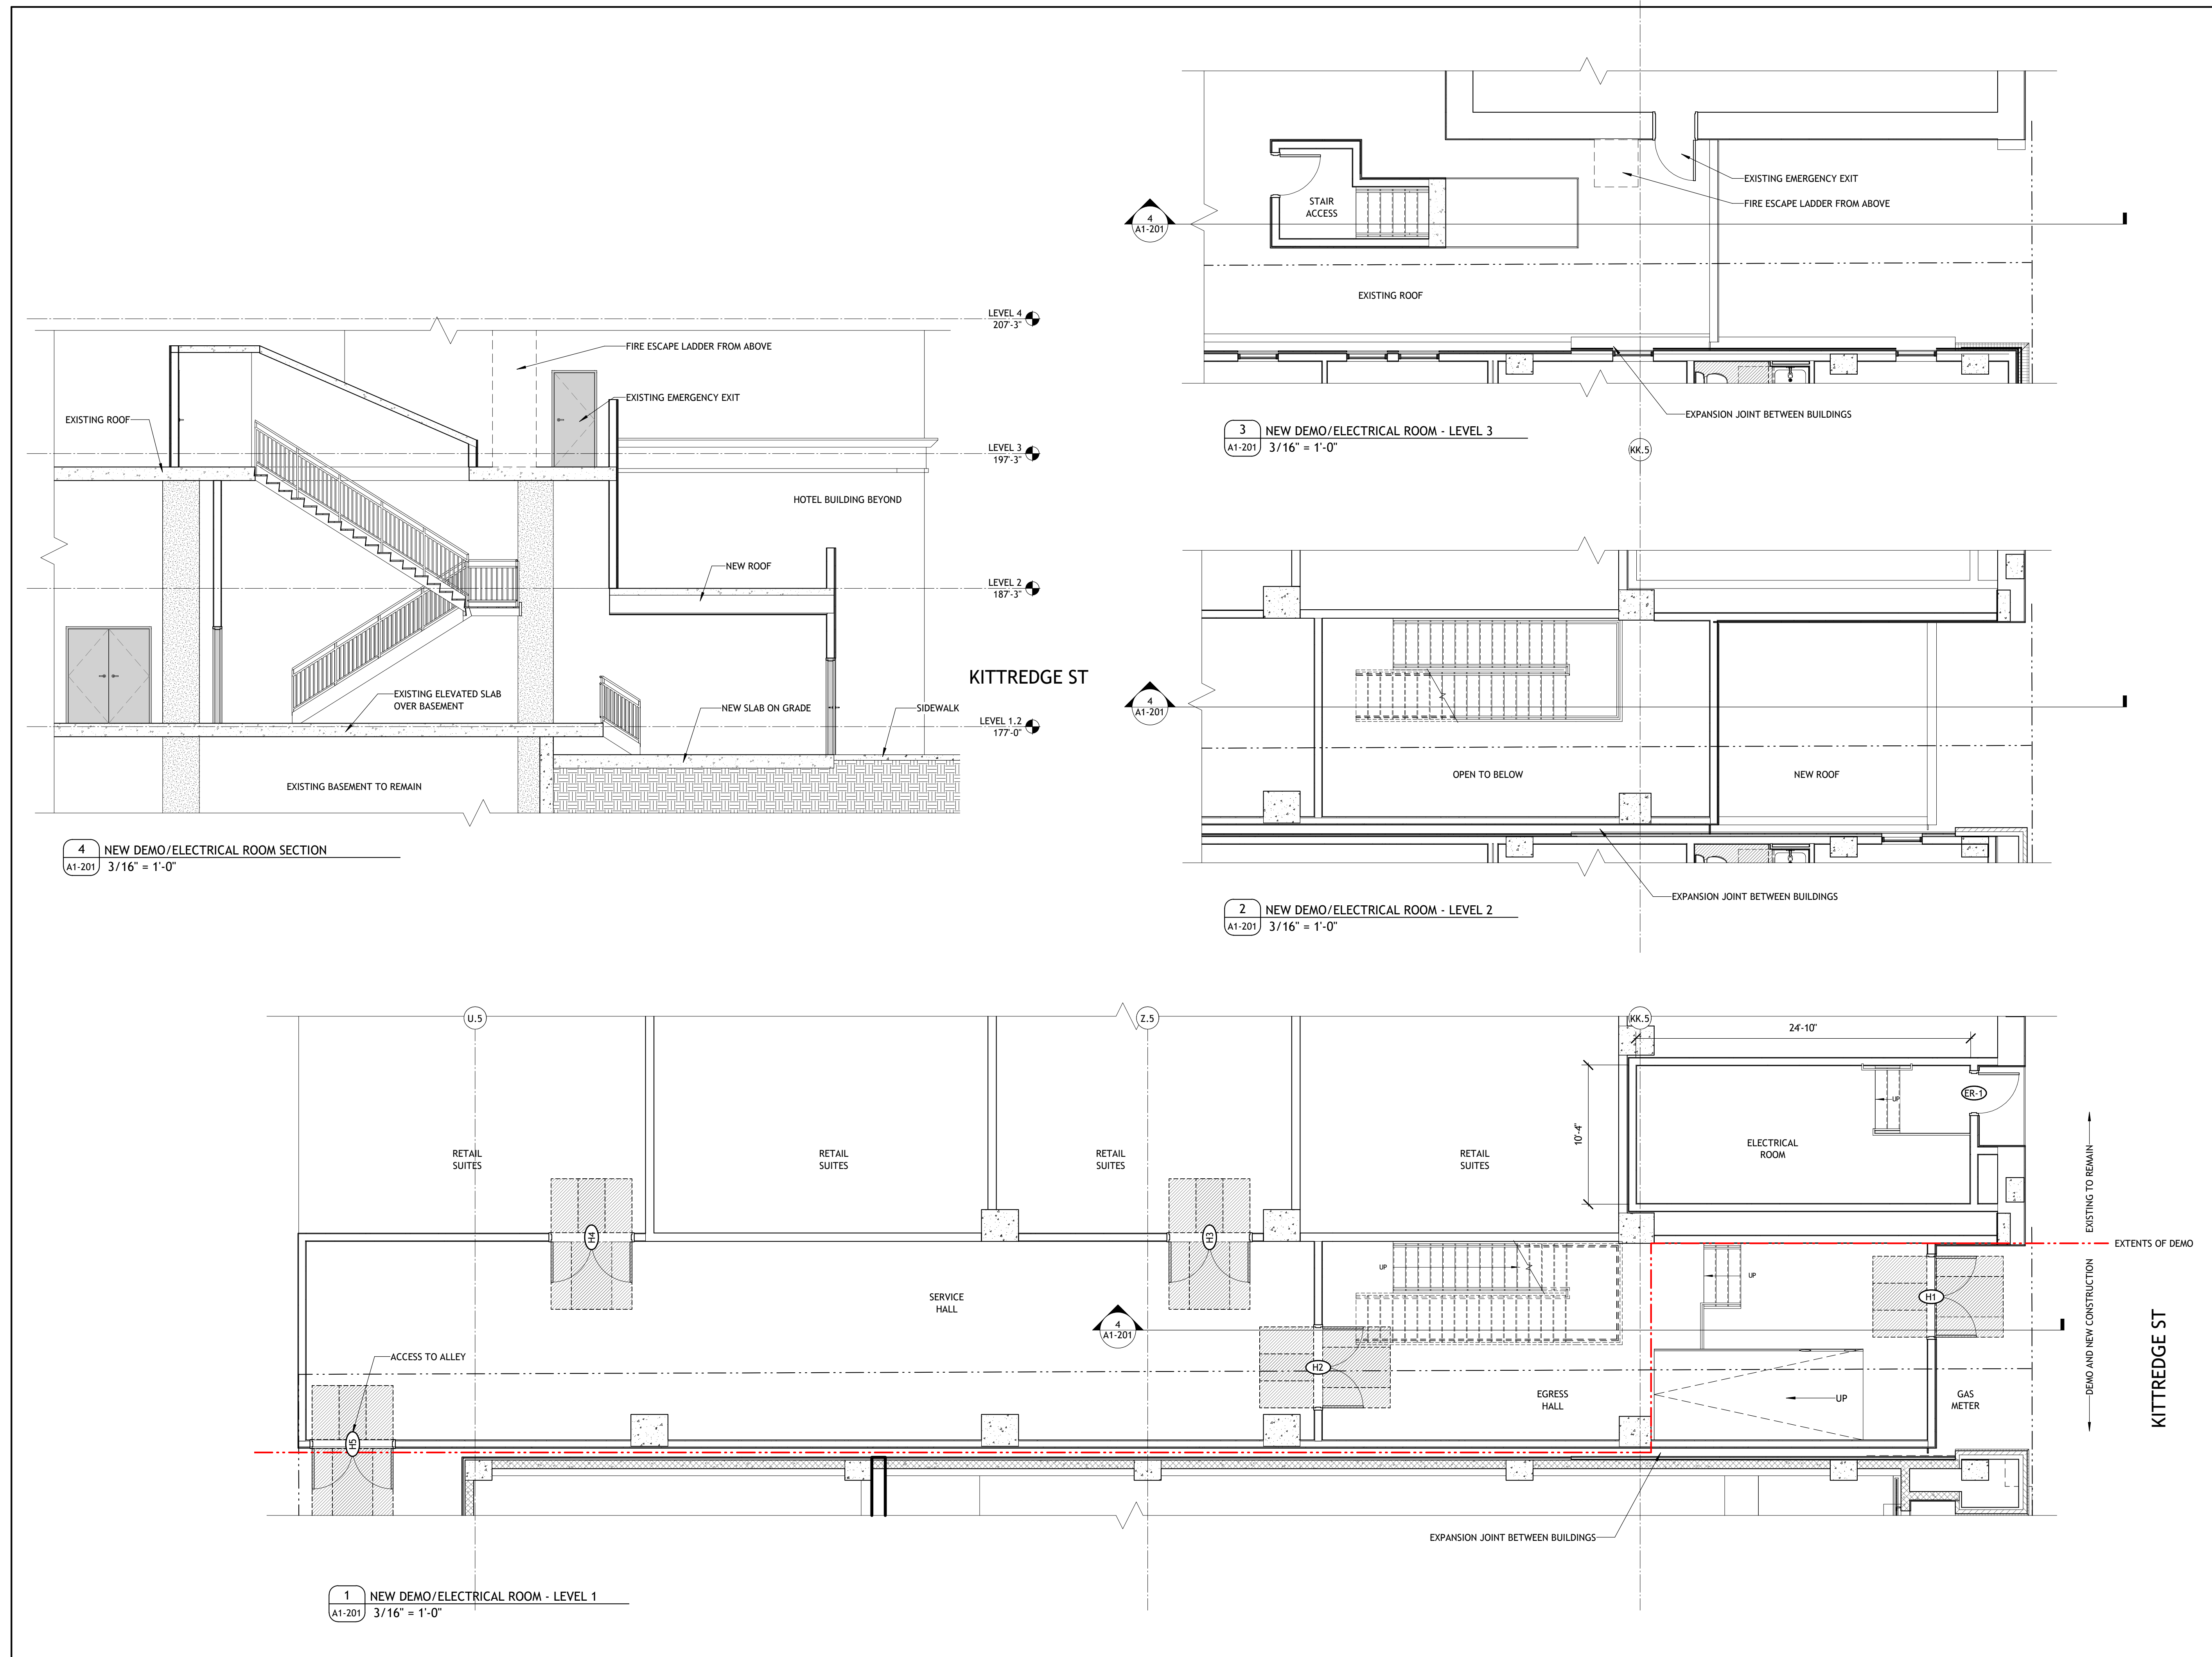 EXISTING EMERGENCY EXIT
FIRE ESCAPE LADDER FROM ABOVE
STAIR
ACCESS
4
A1-201
EXISTING ROOF
EXPANSION JOINT BETWEEN BUILDINGS
3
A1-201
NEW DEMO/ELECTRICAL ROOM - LEVEL 3
3/16" = 1'-0"
KK.5
LEVEL 4
207'-3"
FIRE ESCAPE LADDER FROM ABOVE
EXISTING EMERGENCY EXIT
EXISTING ROOF
LEVEL 3
197'-3"
HOTEL BUILDING BEYOND
NEW ROOF
LEVEL 2
187'-3"
KITTREDGE ST
EXISTING ELEVATED SLAB
OVER BASEMENT
NEW SLAB ON GRADE
SIDEWALK
LEVEL 1.2
177'-0"
EXISTING BASEMENT TO REMAIN
4
A1-201
NEW DEMO/ELECTRICAL ROOM SECTION
3/16" = 1'-0"
4
A1-201
OPEN TO BELOW
NEW ROOF
EXPANSION JOINT BETWEEN BUILDINGS
2
A1-201
NEW DEMO/ELECTRICAL ROOM - LEVEL 2
3/16" = 1'-0"
U.5
Z.5
KK.5
24'-10"
10'-4"
RETAIL
SUITES
RETAIL
SUITES
RETAIL
SUITES
RETAIL
SUITES
ELECTRICAL
ROOM
UP
ER-1
H4
H3
SERVICE
HALL
4
A1-201
UP
UP
H1
H2
H5
ACCESS TO ALLEY
EGRESS
HALL
UP
GAS
METER
EXISTING TO REMAIN
EXTENTS OF DEMO
DEMO AND NEW CONSTRUCTION
KITTREDGE ST
EXPANSION JOINT BETWEEN BUILDINGS
1
A1-201
NEW DEMO/ELECTRICAL ROOM - LEVEL 1
3/16" = 1'-0"